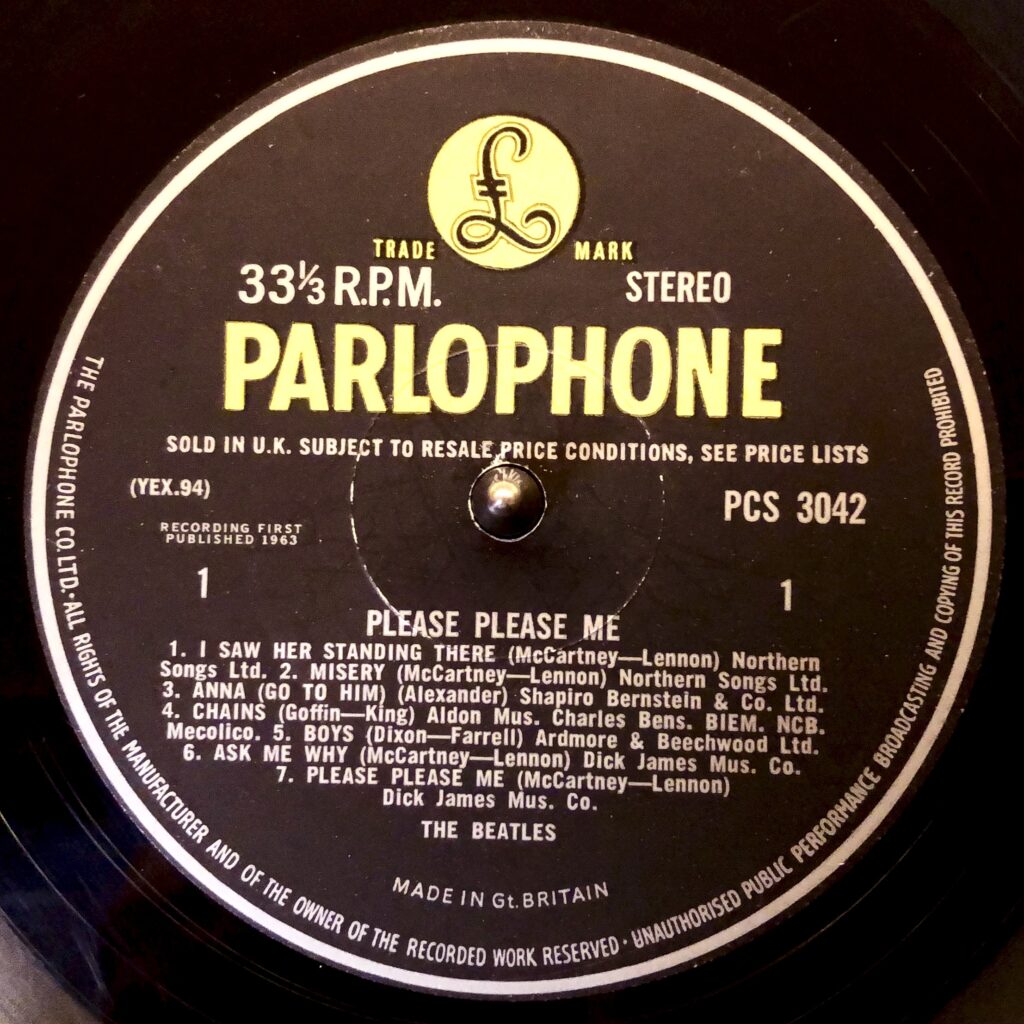 £
TRADE MARK
33⅓ R.P.M. STEREO
PARLOPHONE
SOLD IN U.K. SUBJECT TO RESALE PRICE CONDITIONS, SEE PRICE LISTS
(YEX.94) PCS 3042
RECORDING FIRST
PUBLISHED 1963
1 1
PLEASE PLEASE ME
1. I SAW HER STANDING THERE (McCartney—Lennon) Northern
Songs Ltd. 2. MISERY (McCartney—Lennon) Northern Songs Ltd.
3. ANNA (GO TO HIM) (Alexander) Shapiro Bernstein & Co. Ltd.
4. CHAINS (Goffin—King) Aldon Mus. Charles Bens. BIEM. NCB.
Mecolico. 5. BOYS (Dixon—Farrell) Ardmore & Beechwood Ltd.
6. ASK ME WHY (McCartney—Lennon) Dick James Mus. Co.
7. PLEASE PLEASE ME (McCartney—Lennon)
Dick James Mus. Co.
THE BEATLES
MADE IN Gt. BRITAIN
THE PARLOPHONE CO. LTD. · ALL RIGHTS OF THE MANUFACTURER AND OF THE OWNER OF THE RECORDED WORK RESERVED · UNAUTHORISED PUBLIC PERFORMANCE BROADCASTING AND COPYING OF THIS RECORD PROHIBITED